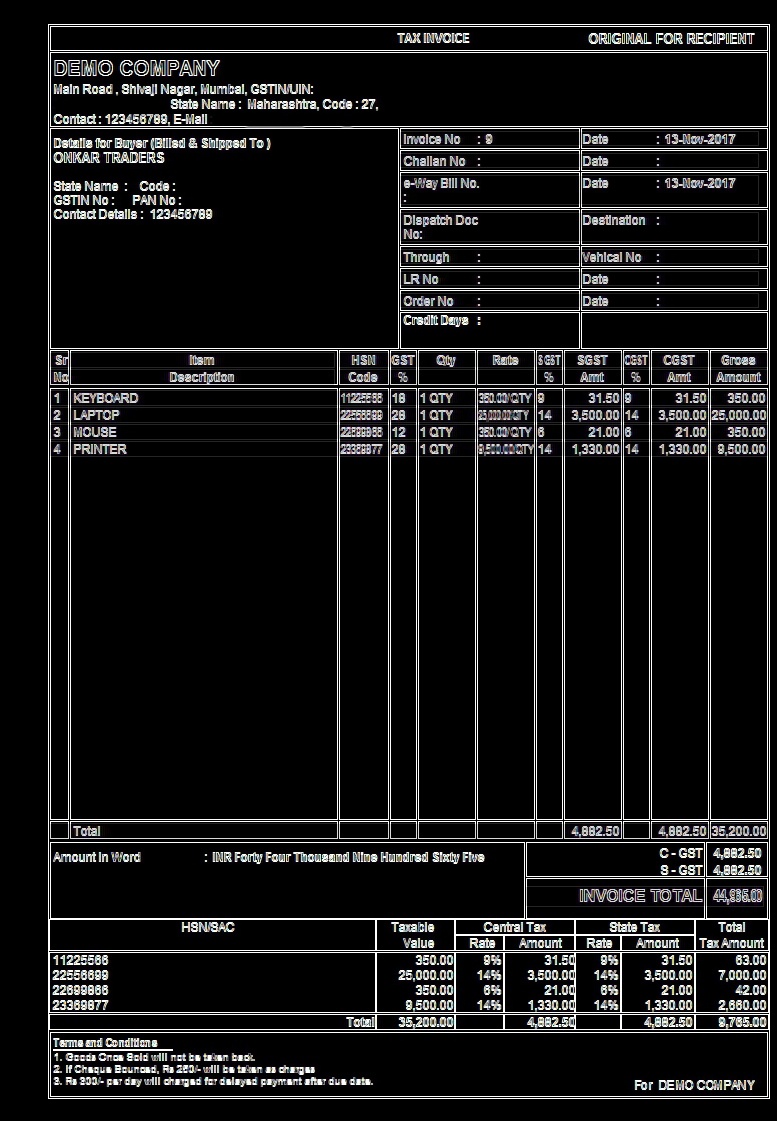 TAX INVOICE ORIGINAL FOR RECIPIENT
DEMO COMPANY
Main Road , Shivaji Nagar, Mumbai, GSTIN/UIN:
State Name : Maharashtra, Code : 27,
Contact : 123456789, E-Mail
Details for Buyer (Billed & Shipped To )
ONKAR TRADERS
State Name : Code :
GSTIN No : PAN No :
Contact Details : 123456789
Invoice No : 9 Date : 13-Nov-2017
Challan No : Date :
e-Way Bill No. Date : 13-Nov-2017
:
Dispatch Doc Destination :
No:
Through : Vehical No :
LR No : Date :
Order No : Date :
Credit Days :
Sr Item HSN GST Qty Rate SGST SGST CGST CGST Gross
No Description Code % % Amt % Amt Amount
1 KEYBOARD 11225566 18 1 QTY 350.00/QTY 9 31.50 9 31.50 350.00
2 LAPTOP 22556699 28 1 QTY 25,000.00/QTY 14 3,500.00 14 3,500.00 25,000.00
3 MOUSE 22699866 12 1 QTY 350.00/QTY 6 21.00 6 21.00 350.00
4 PRINTER 23369877 28 1 QTY 9,500.00/QTY 14 1,330.00 14 1,330.00 9,500.00
Total 4,882.50 4,882.50 35,200.00
Amount in Word : INR Forty Four Thousand Nine Hundred Sixty Five
C - GST 4,882.50
S - GST 4,882.50
INVOICE TOTAL 44,965.00
HSN/SAC Taxable Central Tax State Tax Total
Value Rate Amount Rate Amount Tax Amount
11225566 350.00 9% 31.50 9% 31.50 63.00
22556699 25,000.00 14% 3,500.00 14% 3,500.00 7,000.00
22699866 350.00 6% 21.00 6% 21.00 42.00
23369877 9,500.00 14% 1,330.00 14% 1,330.00 2,660.00
Total 35,200.00 4,882.50 4,882.50 9,765.00
Terms and Conditions
1. Goods Once Sold will not be taken back.
2. If Cheque Bounced, Rs 250/- will be taken as charges
3. Rs 300/- per day will charged for delayed payment after due date.
For DEMO COMPANY